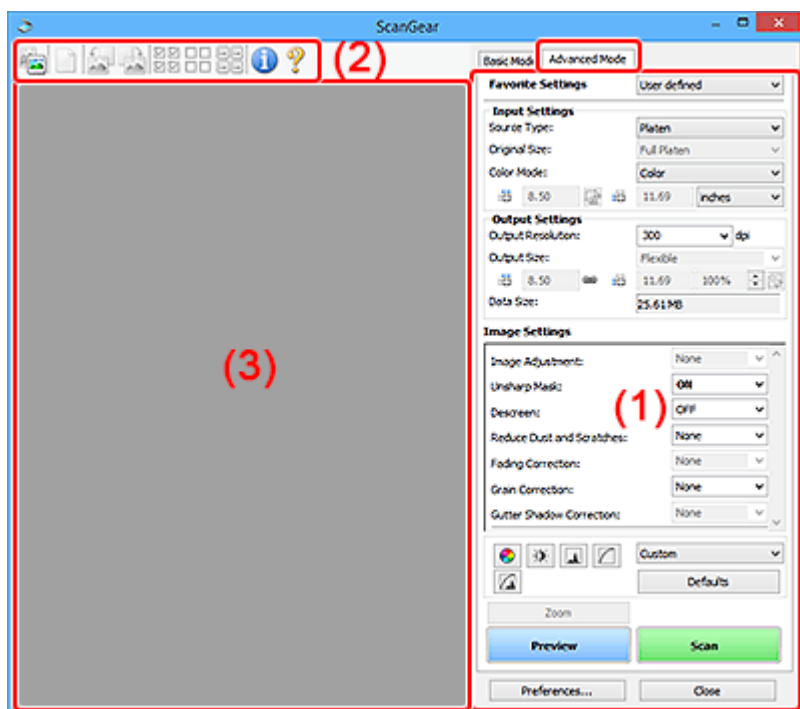 ScanGear
(2)
Basic Mode Advanced Mode
Favorite Settings User defined
Input Settings
Source Type: Platen
Original Size: Full Platen
Color Mode: Color
8.50 11.69 inches
Output Settings
Output Resolution: 300 dpi
Output Size: Flexible
8.50 11.69 100%
Data Size: 25.61MB
Image Settings
Image Adjustment: None
Unsharp Mask: ON
(3)
(1)
Descreen: OFF
Reduce Dust and Scratches: None
Fading Correction: None
Grain Correction: None
Gutter Shadow Correction: None
Custom
Defaults
Zoom
Preview Scan
Preferences... Close